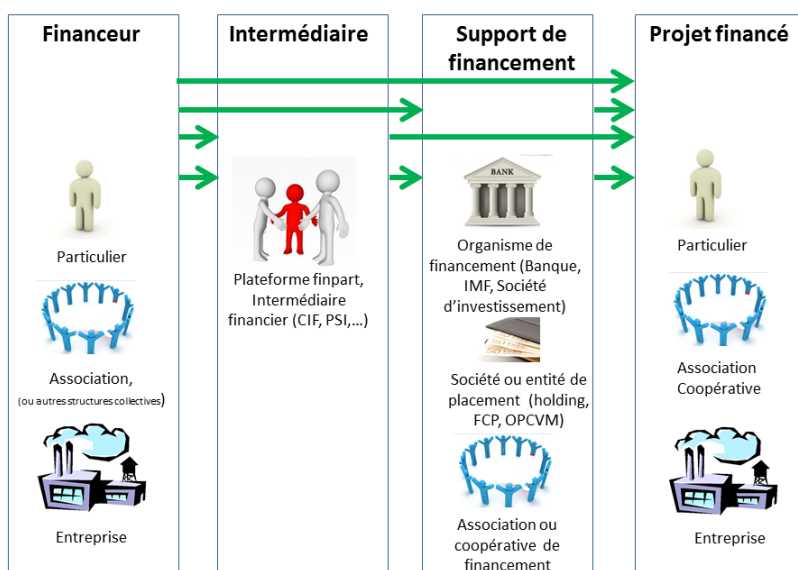 Financeur
Particulier
Association,
(ou autres structures collectives)
Entreprise
Intermédiaire
Plateforme finpart,
Intermédiaire
financier (CIF, PSI,...)
Support de
financement
BANK
Organisme de
financement (Banque,
IMF, Société
d'investissement)
Société ou entité de
placement (holding,
FCP, OPCVM)
Association ou
coopérative de
financement
Projet financé
Particulier
Association
Coopérative
Entreprise